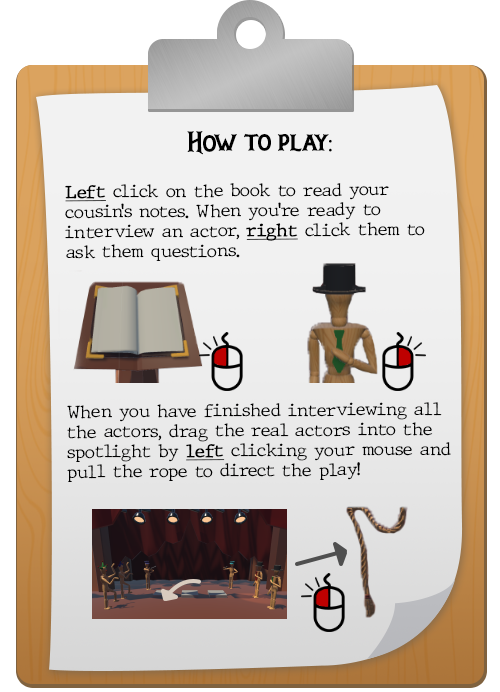 How to play:
Left click on the book to read your
cousin's notes. When you're ready to
interview an actor, right click them to
ask them questions.
When you have finished interviewing all
the actors, drag the real actors into the
spotlight by left clicking your mouse and
pull the rope to direct the play!